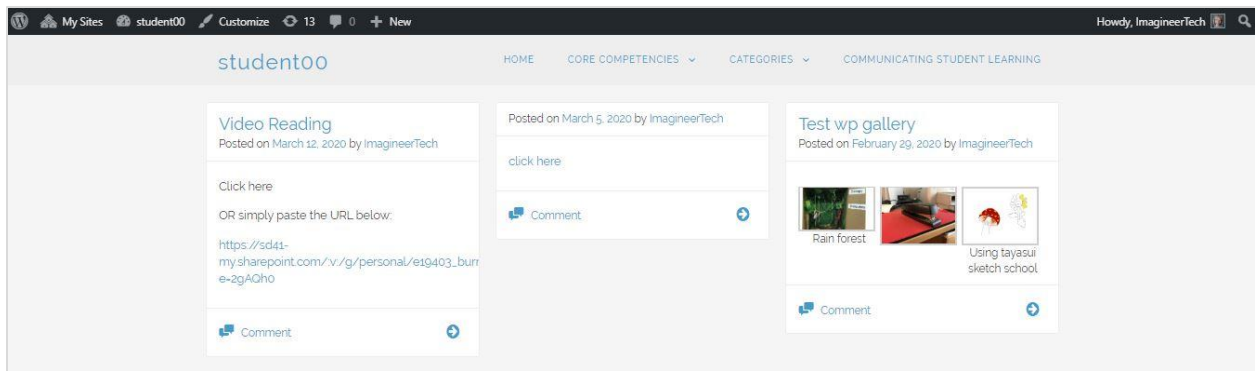 My Sites student00 Customize 13 0 New Howdy, ImagineerTech
student00 HOME CORE COMPETENCIES CATEGORIES COMMUNICATING STUDENT LEARNING
Video Reading
Posted on March 12, 2020 by ImagineerTech
Click here
OR simply paste the URL below:
https://sd41-
my.sharepoint.com/:v:/g/personal/e19403_burr
e=2gAQh0
Comment
Posted on March 5, 2020 by ImagineerTech
click here
Comment
Test wp gallery
Posted on February 29, 2020 by ImagineerTech
Rain forest
Using tayasui
sketch school
Comment